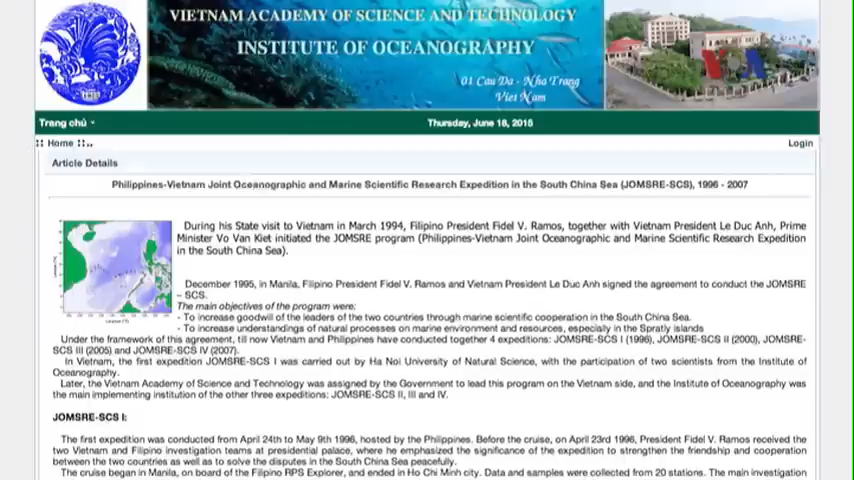 VIETNAM ACADEMY OF SCIENCE AND TECHNOLOGY
INSTITUTE OF OCEANOGRAPHY
01 Cau Da - Nha Trang
Viet Nam
VOA
Trang chủ
Thursday, June 18, 2015
:: Home ::..
Login
Article Details
Philippines-Vietnam Joint Oceanographic and Marine Scientific Research Expedition in the South China Sea (JOMSRE-SCS), 1996 - 2007
During his State visit to Vietnam in March 1994, Filipino President Fidel V. Ramos, together with Vietnam President Le Duc Anh, Prime
Minister Vo Van Kiet initiated the JOMSRE program (Philippines-Vietnam Joint Oceanographic and Marine Scientific Research Expedition
in the South China Sea).
December 1995, in Manila, Filipino President Fidel V. Ramos and Vietnam President Le Duc Anh signed the agreement to conduct the JOMSRE
– SCS.
The main objectives of the program were:
- To increase goodwill of the leaders of the two countries through marine scientific cooperation in the South China Sea.
- To increase understandings of natural processes on marine environment and resources, especially in the Spratly Islands
Under the framework of this agreement, till now Vietnam and Philippines have conducted together 4 expeditions: JOMSRE-SCS I (1996), JOMSRE-SCS II (2000), JOMSRE-
SCS III (2005) and JOMSRE-SCS IV (2007).
In Vietnam, the first expedition JOMSRE-SCS I was carried out by Ha Noi University of Natural Science, with the participation of two scientists from the Institute of
Oceanography.
Later, the Vietnam Academy of Science and Technology was assigned by the Government to lead this program on the Vietnam side, and the Institute of Oceanography was
the main implementing institution of the other three expeditions: JOMSRE-SCS II, III and IV.
JOMSRE-SCS I:
The first expedition was conducted from April 24th to May 9th 1996, hosted by the Philippines. Before the cruise, on April 23rd 1996, President Fidel V. Ramos received the
two Vietnam and Filipino investigation teams at presidential palace, where he emphasized the significance of the expedition to strengthen the friendship and cooperation
between the two countries as well as to solve the disputes in the South China Sea peacefully.
The cruise began in Manila, on board of the Filipino RPS Explorer, and ended in Ho Chi Minh city. Data and samples were collected from 20 stations. The main investigation